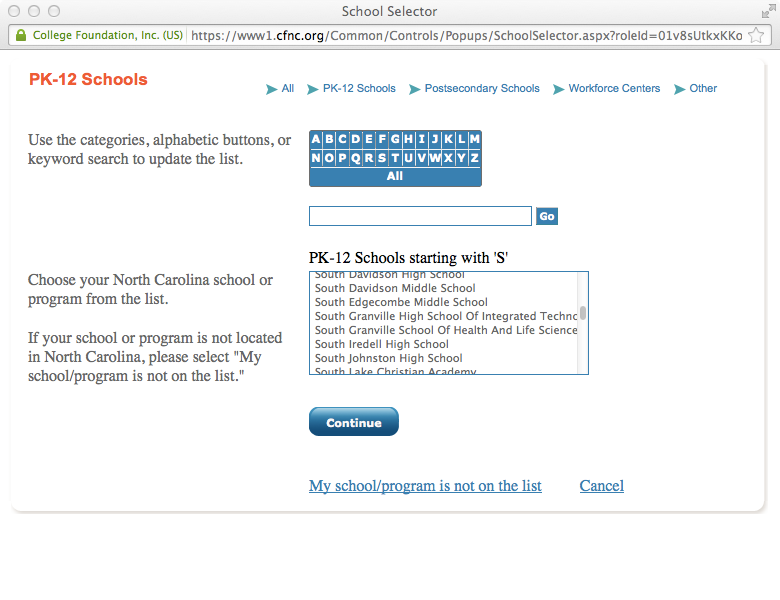 School Selector
College Foundation, Inc. (US) https://www1.cfnc.org/Common/Controls/Popups/SchoolSelector.aspx?roleId=01v8sUtkxKKo
PK-12 Schools
All PK-12 Schools Postsecondary Schools Workforce Centers Other
Use the categories, alphabetic buttons, or
keyword search to update the list.
A B C D E F G H I J K L M
N O P Q R S T U V W X Y Z
All
Go
PK-12 Schools starting with 'S'
Choose your North Carolina school or
program from the list.
If your school or program is not located
in North Carolina, please select "My
school/program is not on the list."
South Davidson High School
South Davidson Middle School
South Edgecombe Middle School
South Granville High School Of Integrated Techno
South Granville School Of Health And Life Science
South Iredell High School
South Johnston High School
South Lake Christian Academy
Continue
My school/program is not on the list Cancel